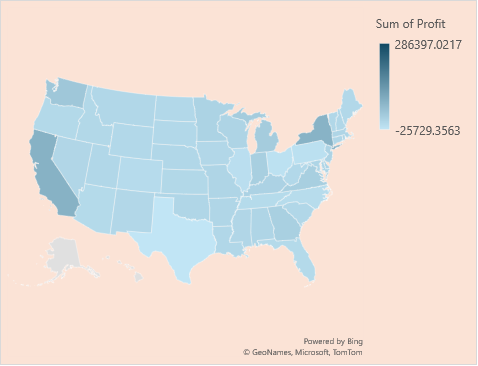 Sum of Profit
286397.0217
-25729.3563
Powered by Bing
© GeoNames, Microsoft, TomTom